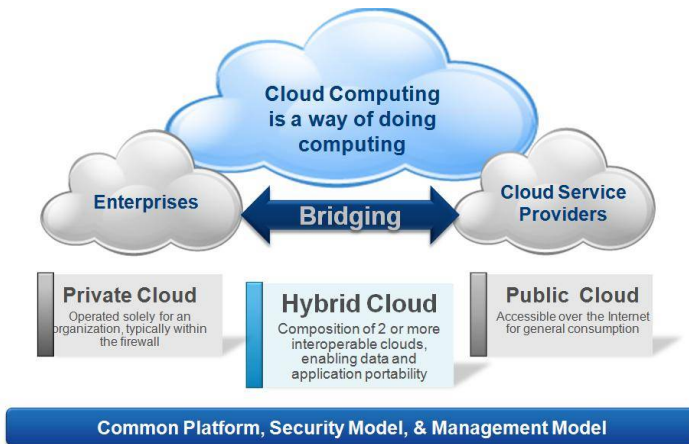 Cloud Computing
is a way of doing
computing
Enterprises
Bridging
Cloud Service
Providers
Private Cloud
Operated solely for an
organization, typically within
the firewall
Hybrid Cloud
Composition of 2 or more
interoperable clouds,
enabling data and
application portability
Public Cloud
Accessible over the Internet
for general consumption
Common Platform, Security Model, & Management Model